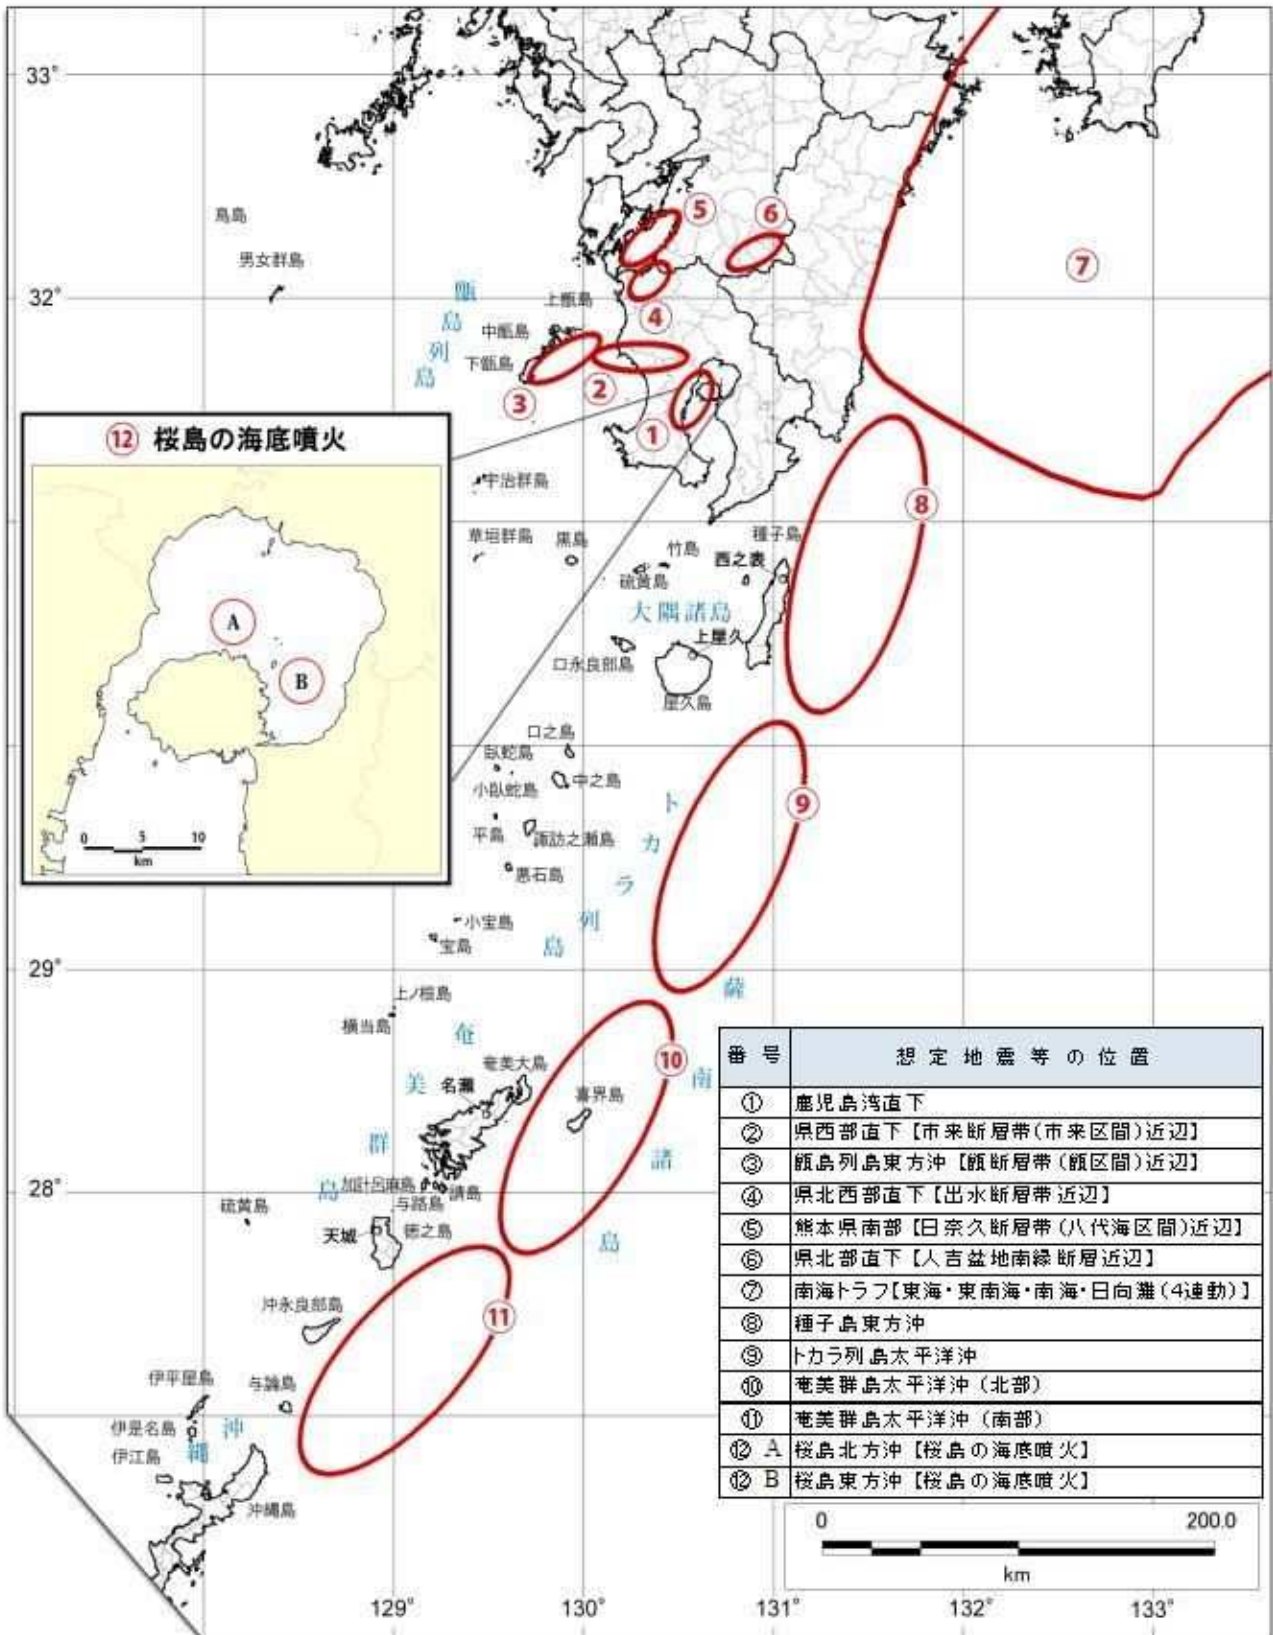 33°
鳥島
男女群島
32°
甑島列島
上甑島
中甑島
下甑島
⑤
⑥
⑦
④
②
③
①
⑫ 桜島の海底噴火
A
B
0 5 10
km
宇治群島
草垣群島
黒島
竹島
硫黄島
種子島
西之表
⑧
大隅諸島
上屋久
口永良部島
屋久島
口之島
臥蛇島
中之島
小臥蛇島
平島
諏訪之瀬島
悪石島
小宝島
宝島
トカラ列島
⑨
29°
上ノ根島
横当島
薩南諸島
奄美群島
奄美大島
名瀬
喜界島
⑩
28°
加計呂麻島
請島
与路島
硫黄島
天城
徳之島
沖永良部島
⑪
伊平屋島
与論島
伊是名島
伊江島
沖縄
沖縄島
番号 想定地震等の位置
① 鹿児島湾直下
② 県西部直下【市来断層帯(市来区間)近辺】
③ 甑島列島東方沖【甑断層帯(甑区間)近辺】
④ 県北西部直下【出水断層帯近辺】
⑤ 熊本県南部【日奈久断層帯(八代海区間)近辺】
⑥ 県北部直下【人吉盆地南縁断層近辺】
⑦ 南海トラフ【東海・東南海・南海・日向灘(4連動)】
⑧ 種子島東方沖
⑨ トカラ列島太平洋沖
⑩ 奄美群島太平洋沖(北部)
⑪ 奄美群島太平洋沖(南部)
⑫ A 桜島北方沖【桜島の海底噴火】
⑫ B 桜島東方沖【桜島の海底噴火】
0 200.0
km
129° 130° 131° 132° 133°